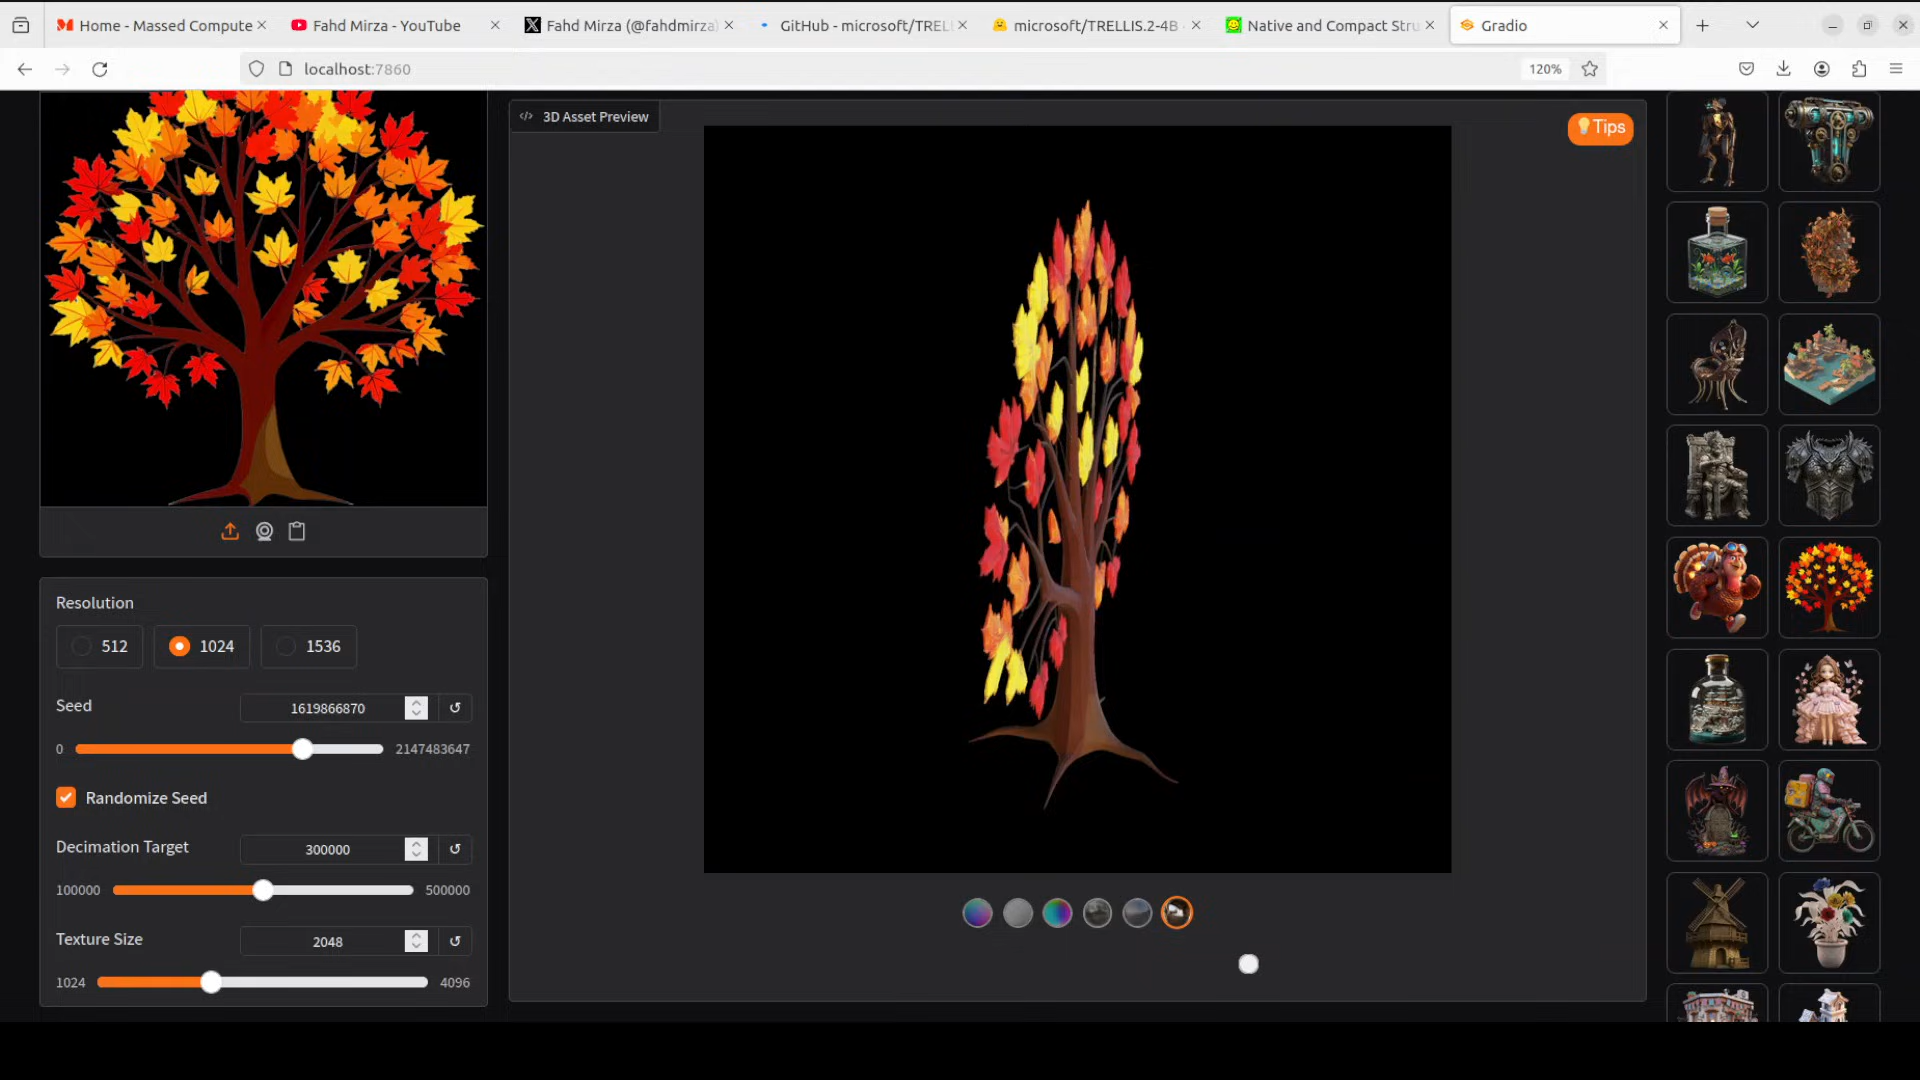 Home - Massed Compute
Fahd Mirza - YouTube
Fahd Mirza (@fahdmirza)
GitHub - microsoft/TREL
microsoft/TRELLIS.2-4B
Native and Compact Stru
Gradio
localhost:7860
120%
3D Asset Preview
Tips
Resolution
512
1024
1536
Seed
1619866870
0
2147483647
Randomize Seed
Decimation Target
300000
100000
500000
Texture Size
2048
1024
4096